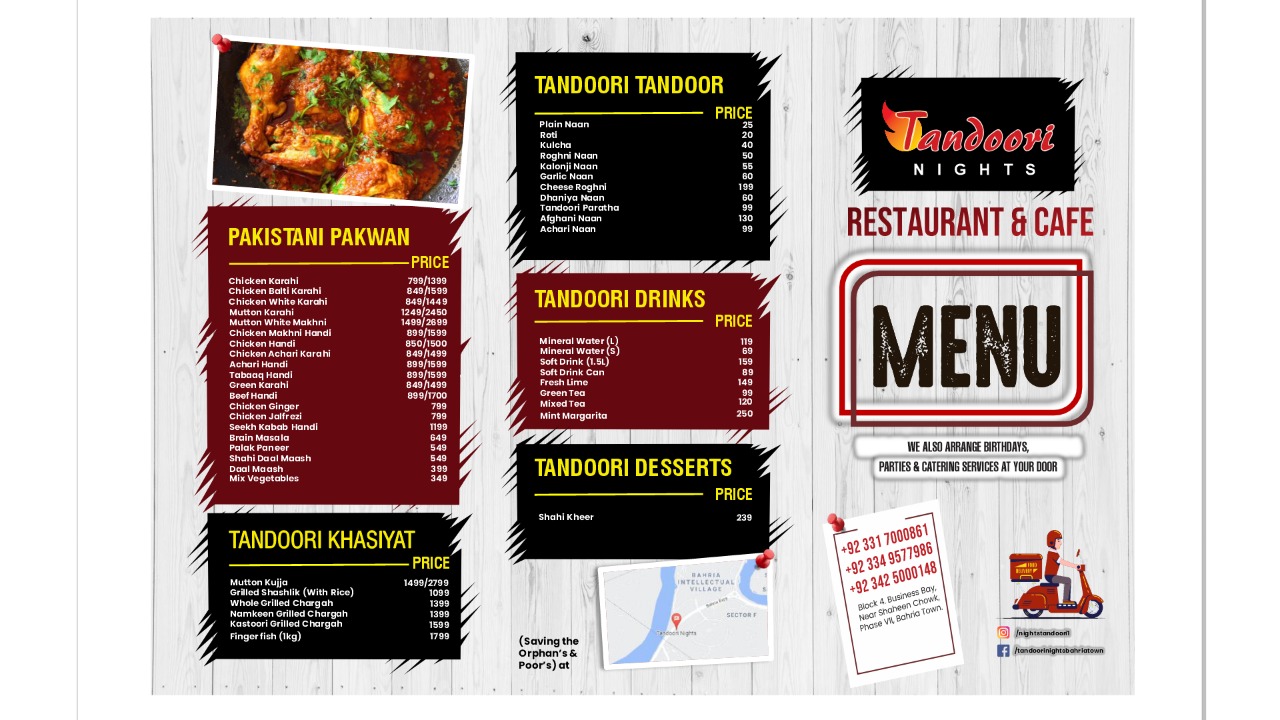 PAKISTANI PAKWAN
PRICE
Chicken Karahi 799/1399
Chicken Balti Karahi 849/1599
Chicken White Karahi 849/1449
Mutton Karahi 1249/2450
Mutton White Makhni 1499/2699
Chicken Makhni Handi 899/1599
Chicken Handi 850/1500
Chicken Achari Karahi 849/1499
Achari Handi 899/1599
Tabaaq Handi 899/1599
Green Karahi 849/1499
Beef Handi 899/1700
Chicken Ginger 799
Chicken Jalfrezi 799
Seekh Kabab Handi 1199
Brain Masala 649
Palak Paneer 549
Shahi Daal Maash 549
Daal Maash 399
Mix Vegetables 349
TANDOORI KHASIYAT
PRICE
Mutton Kujja 1499/2799
Grilled Shashlik (With Rice) 1099
Whole Grilled Chargah 1399
Namkeen Grilled Chargah 1399
Kastoori Grilled Chargah 1599
Finger fish (1kg) 1799
TANDOORI TANDOOR
PRICE
Plain Naan 25
Roti 20
Kulcha 40
Roghni Naan 50
Kalonji Naan 55
Garlic Naan 60
Cheese Roghni 199
Dhaniya Naan 60
Tandoori Paratha 99
Afghani Naan 130
Achari Naan 99
TANDOORI DRINKS
PRICE
Mineral Water (L) 119
Mineral Water (S) 69
Soft Drink (1.5L) 159
Soft Drink Can 89
Fresh Lime 149
Green Tea 99
Mixed Tea 120
Mint Margarita 250
TANDOORI DESSERTS
PRICE
Shahi Kheer 239
(Saving the
Orphan's &
Poor's) at
BAHRIA
INTELLECTUAL
VILLAGE
Bahria Expy
SECTOR F
Tandoori Nights
Tandoori
NIGHTS
RESTAURANT & CAFE
MENU
WE ALSO ARRANGE BIRTHDAYS,
PARTIES & CATERING SERVICES AT YOUR DOOR
+92 331 7000861
+92 334 9577986
+92 342 5000148
Block 4, Business Bay,
Near Shaheen Chowk,
Phase VII, Bahria Town.
/nightstandoori1
/tandoorinightsbahriatown